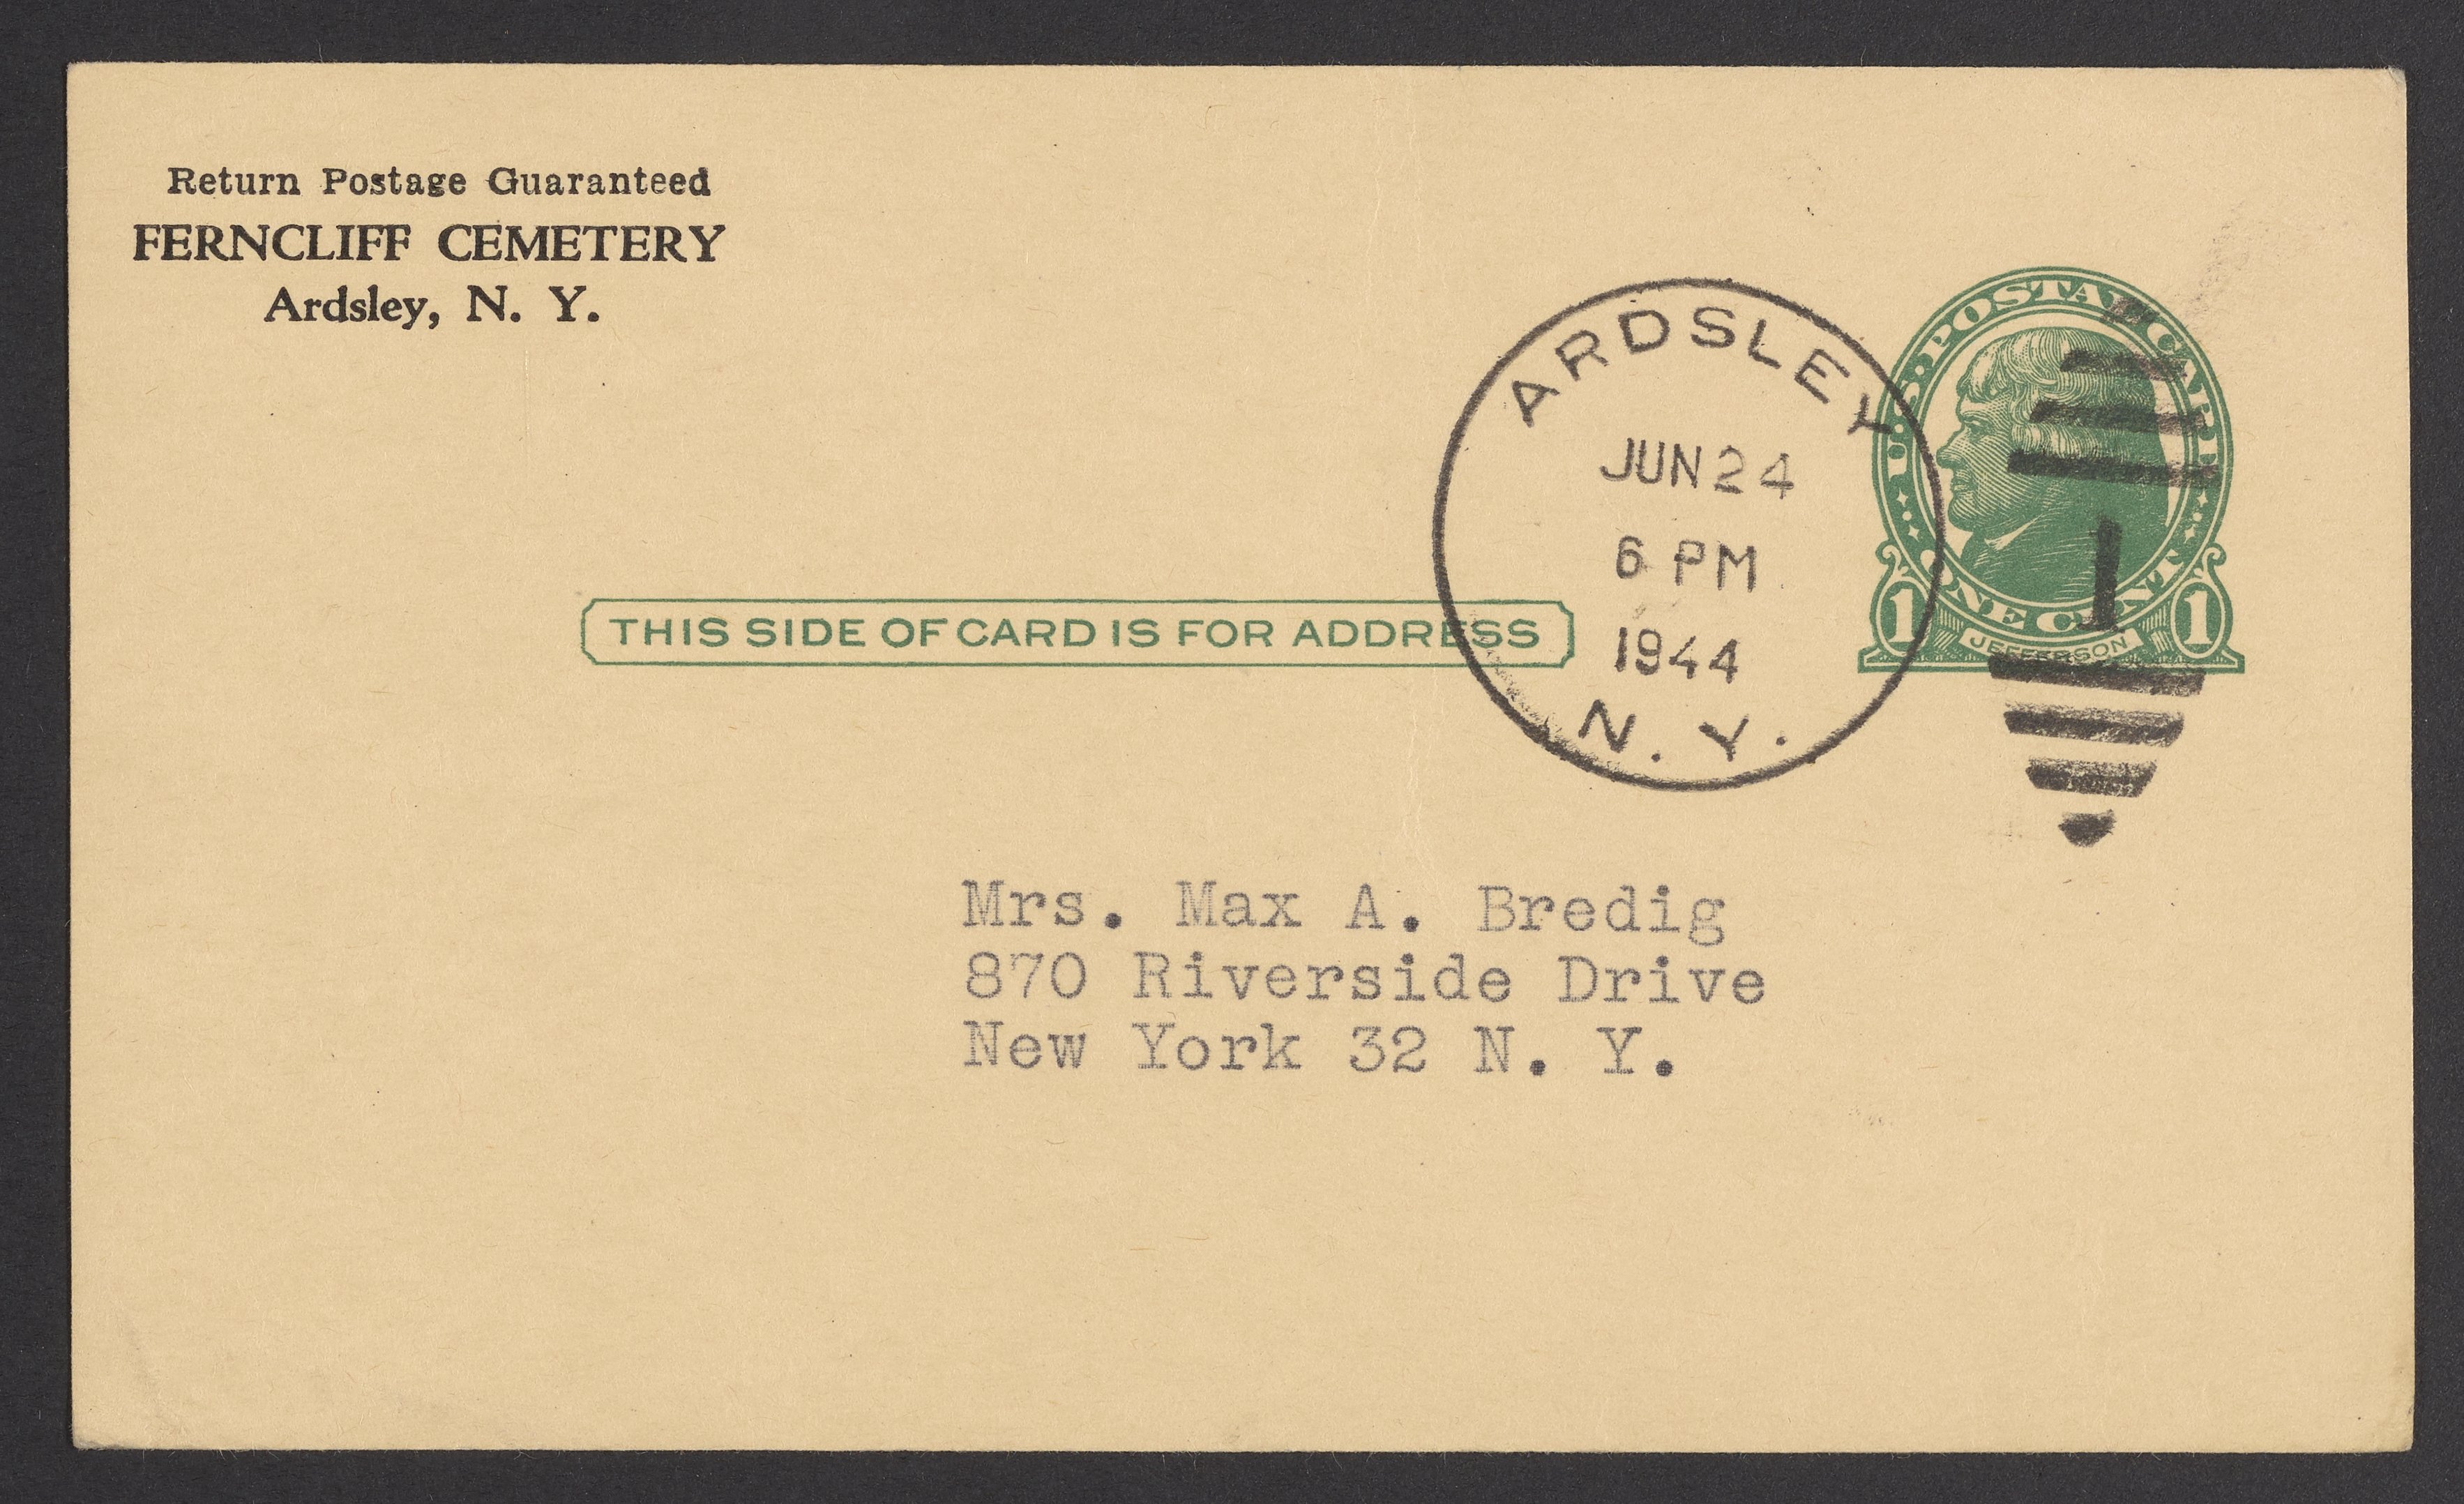 Return Postage Guaranteed
FERNCLIFF CEMETERY
Ardsley, N. Y.
ARDSLEY
JUN 24
6 PM
1944
N. Y.
U.S. POSTAL CARD
1
ONE CENT
1
JEFFERSON
1
THIS SIDE OF CARD IS FOR ADDRESS
Mrs. Max A. Bredig
870 Riverside Drive
New York 32 N. Y.